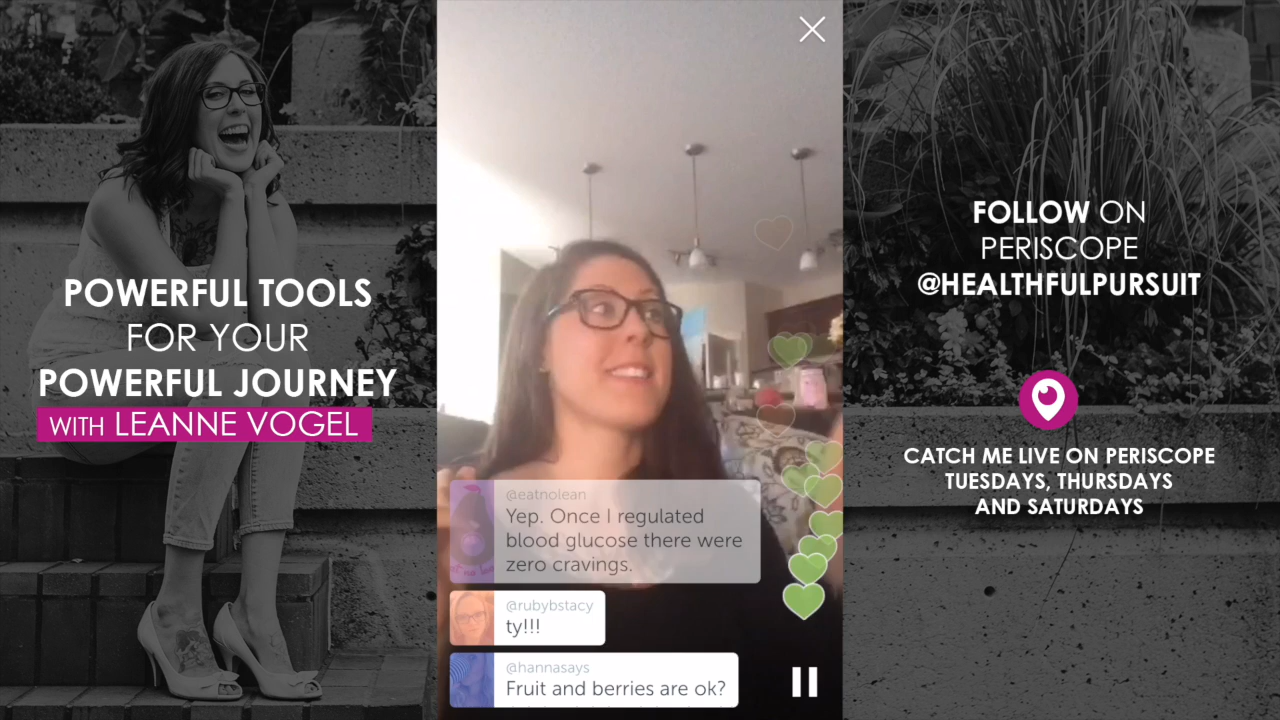 POWERFUL TOOLS
FOR YOUR
POWERFUL JOURNEY
WITH LEANNE VOGEL
@eatnolean
Yep. Once I regulated
blood glucose there were
zero cravings.
@rubybstacy
ty!!!
@hannasays
Fruit and berries are ok?
FOLLOW ON
PERISCOPE
@HEALTHFULPURSUIT
CATCH ME LIVE ON PERISCOPE
TUESDAYS, THURSDAYS
AND SATURDAYS